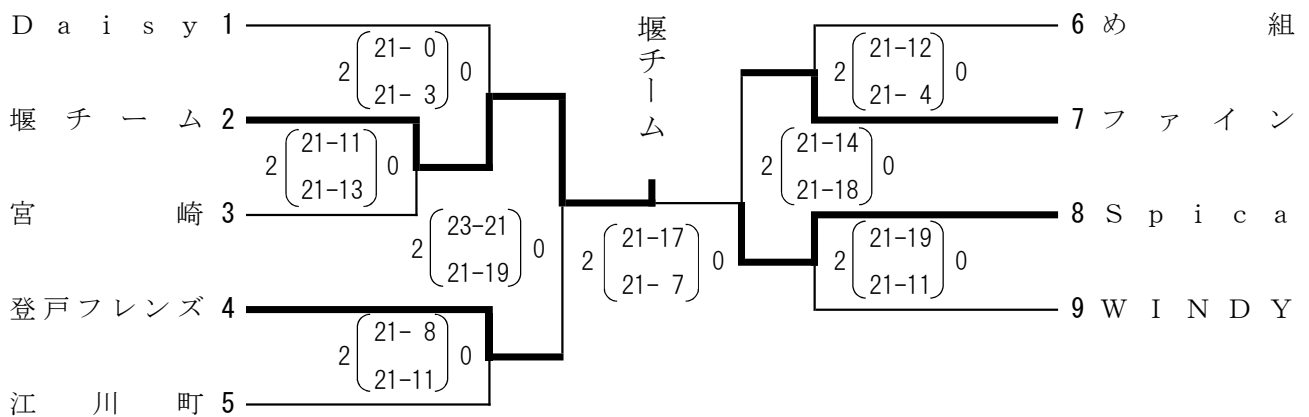 Daisy 1
2 21- 0 0
21- 3
堰チーム 2
2 21-11 0
21-13
宮崎 3
2 23-21 0
21-19
登戸フレンズ 4
2 21- 8 0
21-11
江川町 5
堰チーム
2 21-17 0
21- 7
6 め組
2 21-12 0
21- 4
7 ファイン
2 21-14 0
21-18
8 Spica
2 21-19 0
21-11
9 WINDY